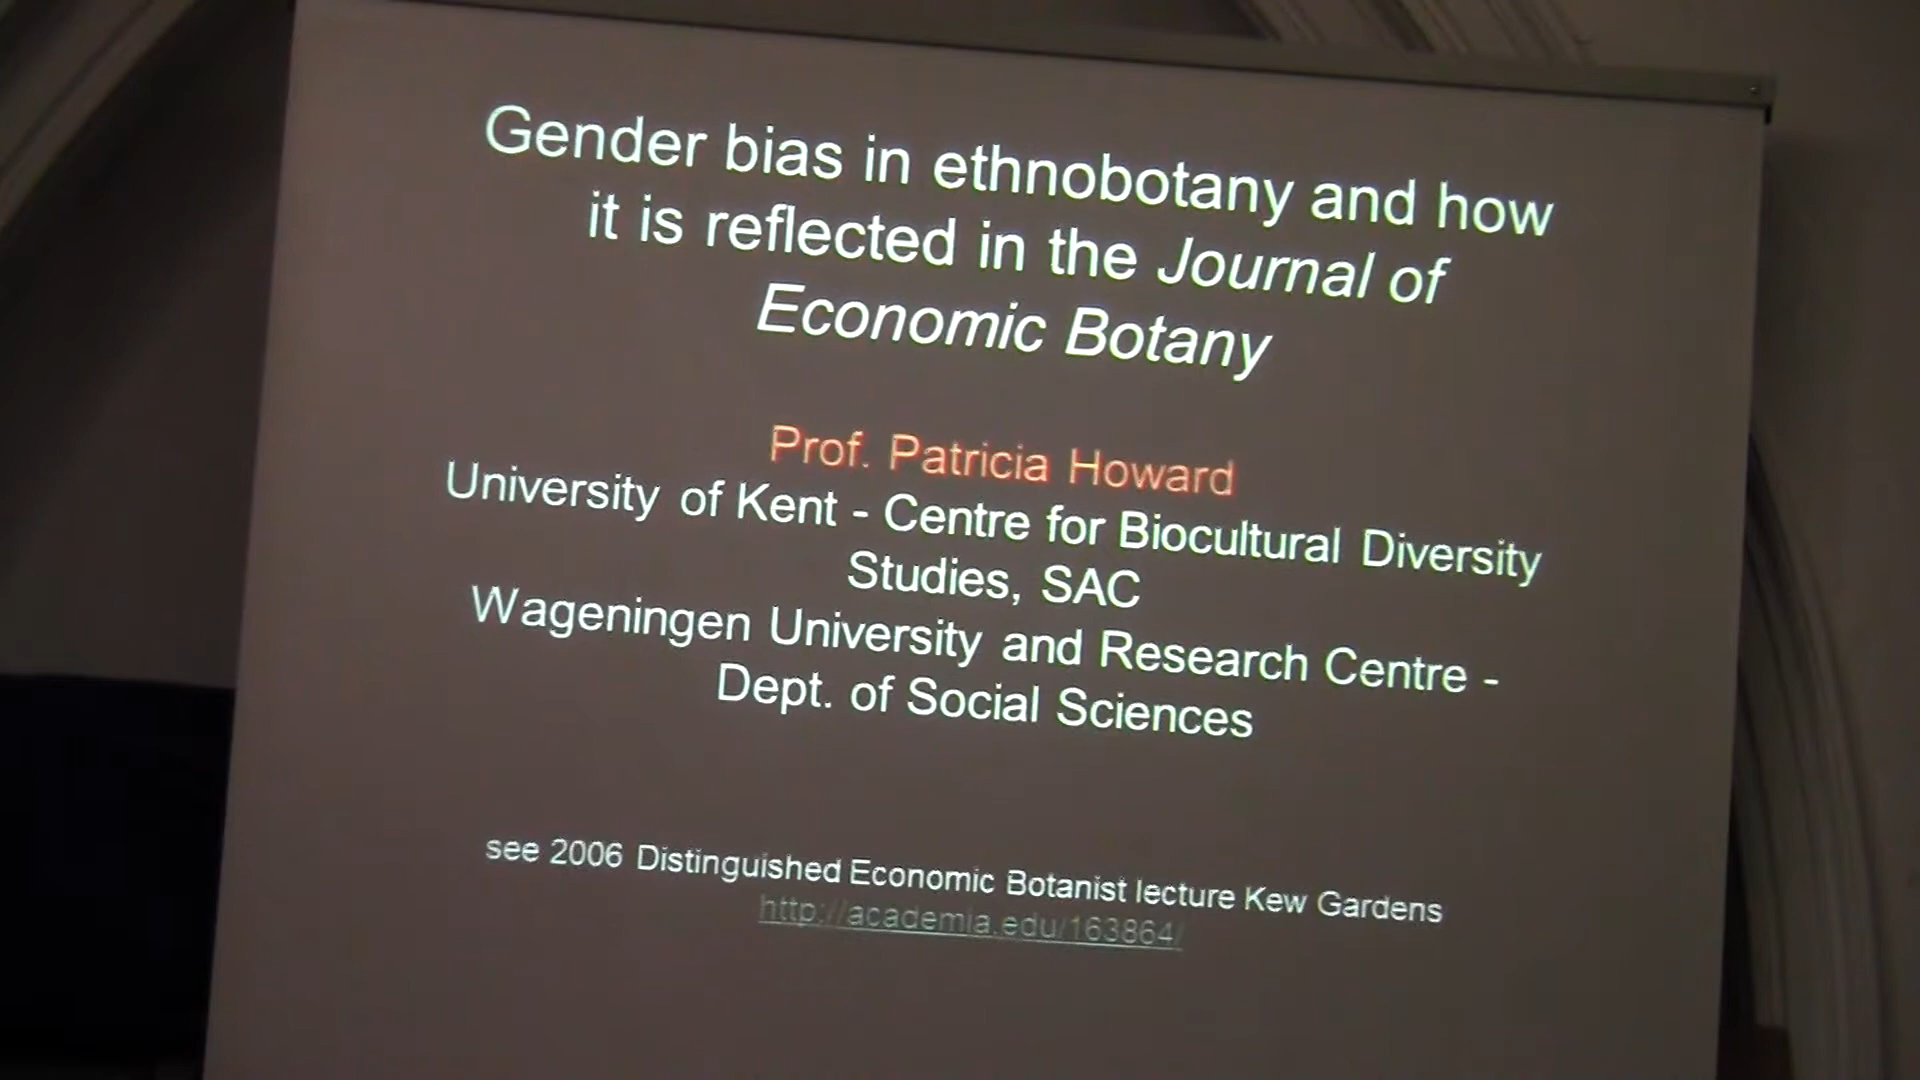 Gender bias in ethnobotany and how
it is reflected in the Journal of
Economic Botany
Prof. Patricia Howard
University of Kent - Centre for Biocultural Diversity
Studies, SAC
Wageningen University and Research Centre -
Dept. of Social Sciences
see 2006 Distinguished Economic Botanist lecture Kew Gardens
http://academia.edu/163864/